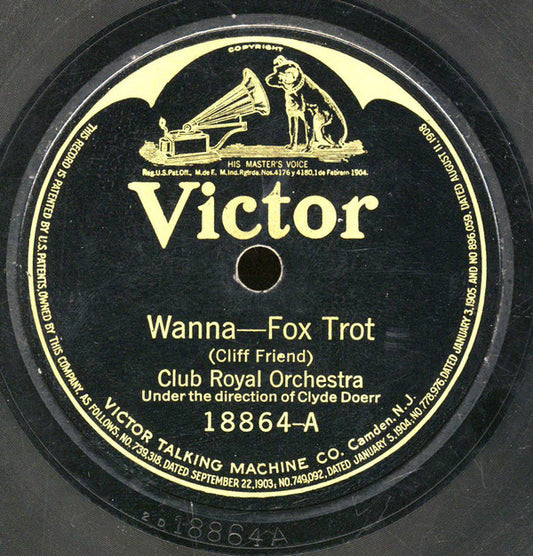 COPYRIGHT
HIS MASTER'S VOICE
Reg.U.S.Pat.Off., M.de F. M.Ind.Rgtrda.Nos.4176 y 4180,1 de Febrero 1904.
Victor
Wanna—Fox Trot
(Cliff Friend)
Club Royal Orchestra
Under the direction of Clyde Doerr
18864-A
VICTOR TALKING MACHINE CO. Camden, N.J.
THIS RECORD IS PATENTED BY U.S. PATENTS, OWNED BY THIS COMPANY, AS FOLLOWS, NO. 739,318, DATED SEPTEMBER 22,1903; NO.749,092, DATED JANUARY 5,1904, NO 778,976, DATED JANUARY 3,1905, AND NO 896,059, DATED AUGUST 11, 1908
2D 18864A